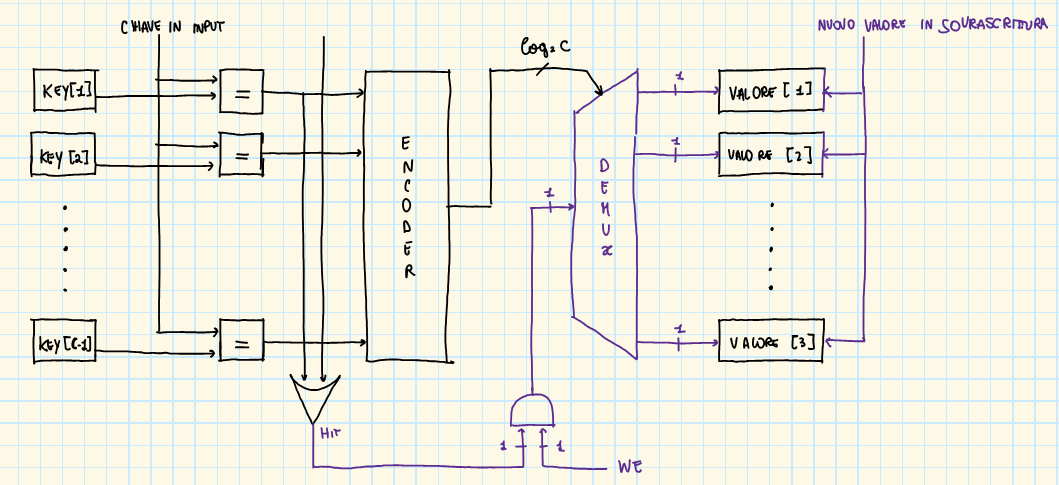 CHIAVE IN INPUT
NUOVO VALORE IN SOVRASCRITTURA
log₂ C
KEY[1]
=
1
VALORE [1]
KEY[2]
=
1
VALORE [2]
ENCODER
DEMUX
1
KEY[C-1]
=
1
VALORE [3]
HIT
1
1
WE